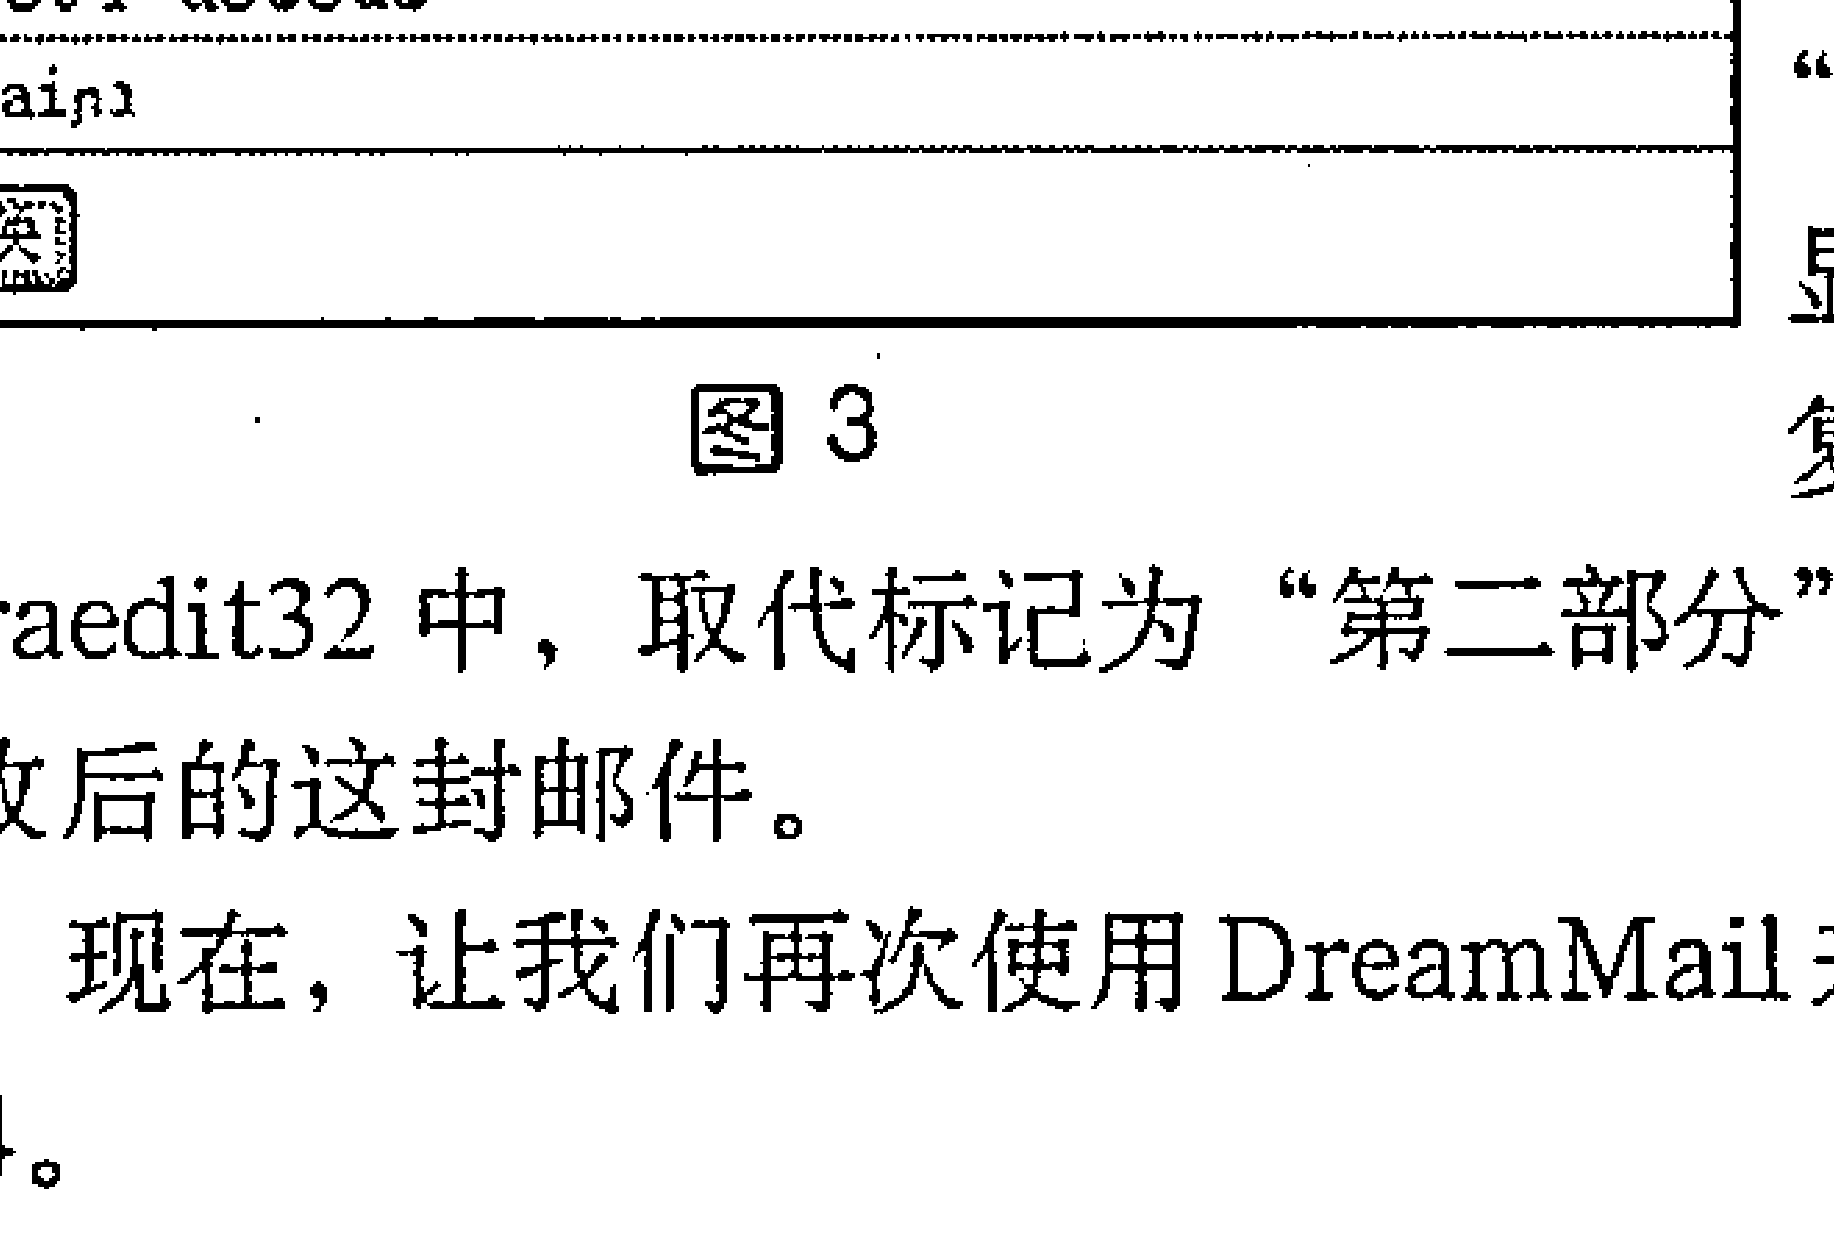 图 3
raedit32 中，取代标记为“第二部分”
改后的这封邮件。
现在，让我们再次使用 DreamMail
。